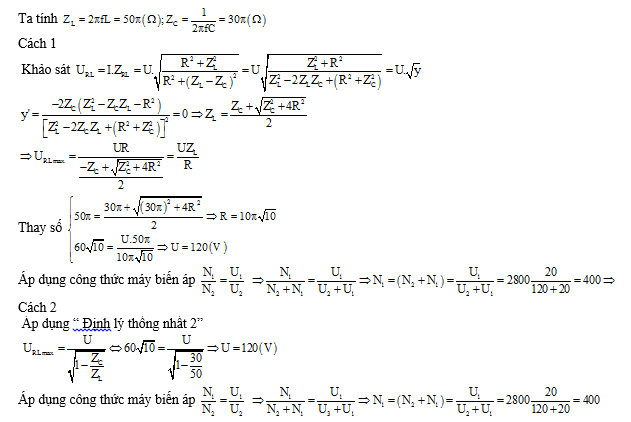 Ta tính Z_L = 2πfL = 50π(Ω); Z_C = 1/(2πfC) = 30π(Ω)
Cách 1
Khảo sát U_RL = I.Z_RL = U.√((R² + Z_L²)/(R² + (Z_L − Z_C)²)) = U√((Z_L² + R²)/(Z_L² − 2Z_L Z_C + (R² + Z_C²))) = U.√y
y' = (−2Z_C(Z_L² − Z_C Z_L − R²))/([Z_L² − 2Z_C Z_L + (R² + Z_C²)]²) = 0 ⇒ Z_L = (Z_C + √(Z_C² + 4R²))/2
⇒ U_RLmax = UR/((−Z_C + √(Z_C² + 4R²))/2) = UZ_L/R
Thay số { 50π = (30π + √((30π)² + 4R²))/2 ⇒ R = 10π√10
60√10 = U.50π/(10π√10) ⇒ U = 120(V)
Áp dụng công thức máy biến áp N₁/N₂ = U₁/U₂ ⇒ N₁/(N₂ + N₁) = U₁/(U₂ + U₁) ⇒ N₁ = (N₂ + N₁) = U₁/(U₂ + U₁) = 2800 20/(120 + 20) = 400 ⇒
Cách 2
Áp dụng “ Định lý thống nhất 2”
U_RLmax = U/√(1 − Z_C/Z_L) ⇔ 60√10 = U/√(1 − 30/50) ⇒ U = 120(V)
Áp dụng công thức máy biến áp N₁/N₂ = U₁/U₂ ⇒ N₁/(N₂ + N₁) = U₁/(U₂ + U₁) ⇒ N₁ = (N₂ + N₁) = U₁/(U₂ + U₁) = 2800 20/(120 + 20) = 400